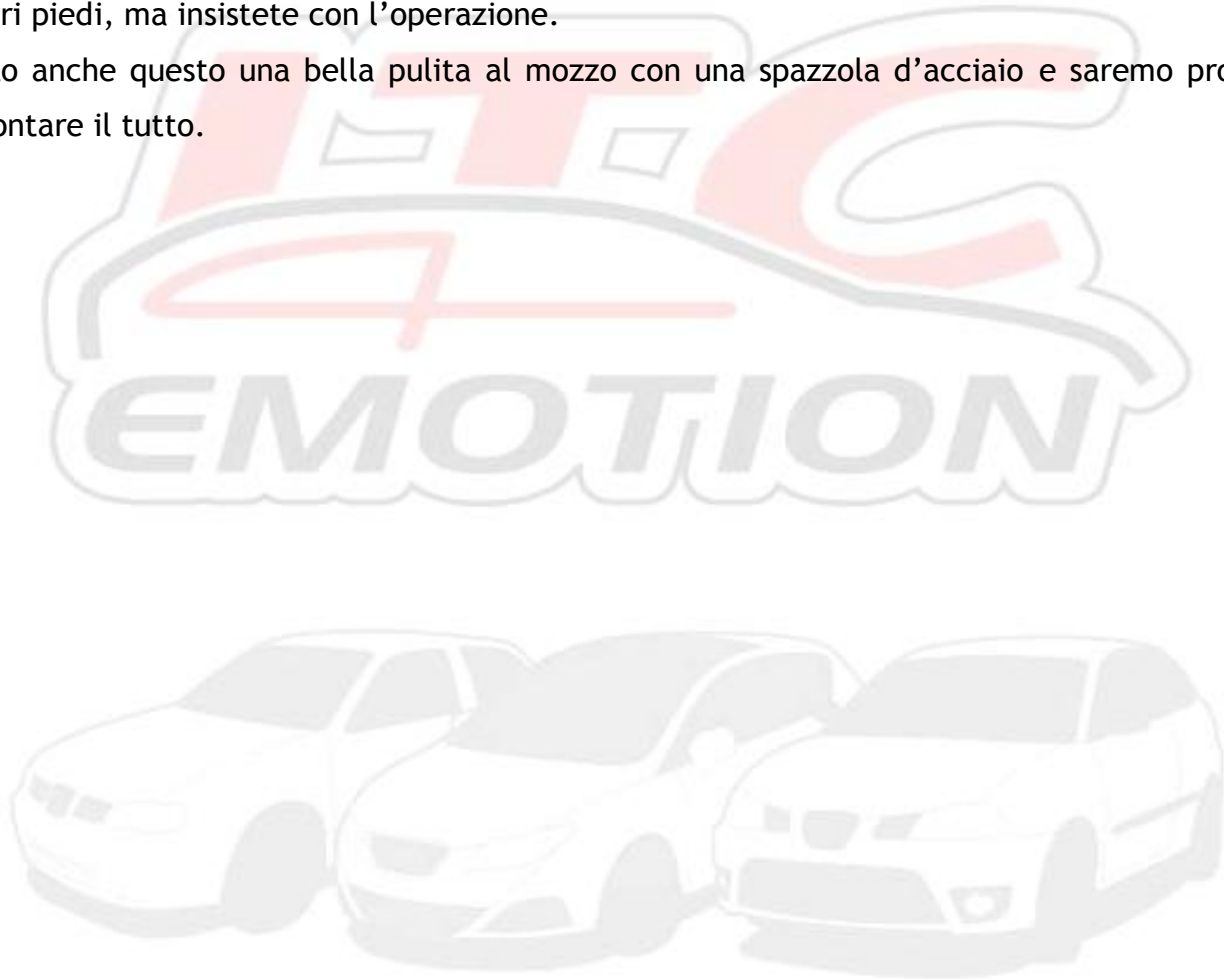 ri piedi, ma insistete con l’operazione.
o anche questo una bella pulita al mozzo con una spazzola d’acciaio e saremo pro
ontare il tutto.
ITC
EMOTION